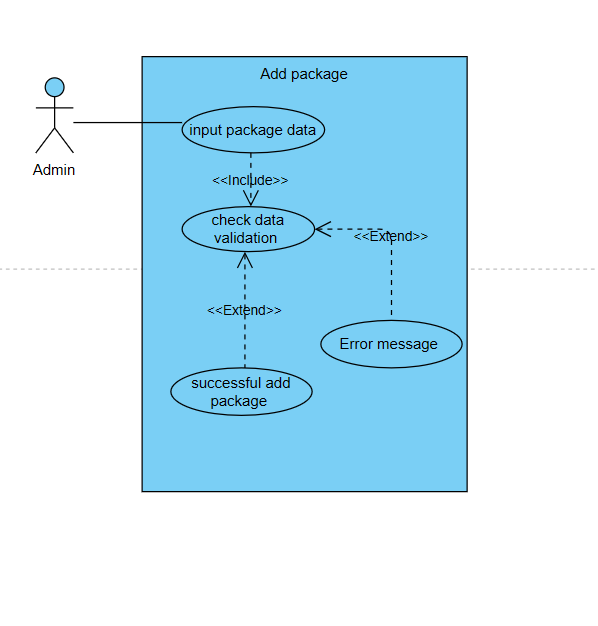 Add package
input package data
Admin
<<Include>>
check data
validation
<<Extend>>
<<Extend>>
Error message
successful add
package